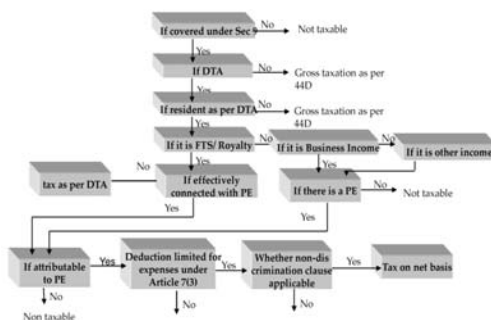 If covered under Sec 9
No
Not taxable
Yes
If DTA
No
Gross taxation as per
44D
Yes
If resident as per DTA
No
Gross taxation as per
44D
Yes
If it is FTS/ Royalty
No
If it is Business Income
No
If it is other income
Yes
Yes
Yes
No
tax as per DTA
If effectively
connected with PE
If there is a PE
No
Not taxable
Yes
Yes
If attributable
to PE
Yes
Deduction limited for
expenses under
Article 7(3)
Yes
Whether non-dis
crimination clause
applicable
Yes
Tax on net basis
No
Non taxable
No
No